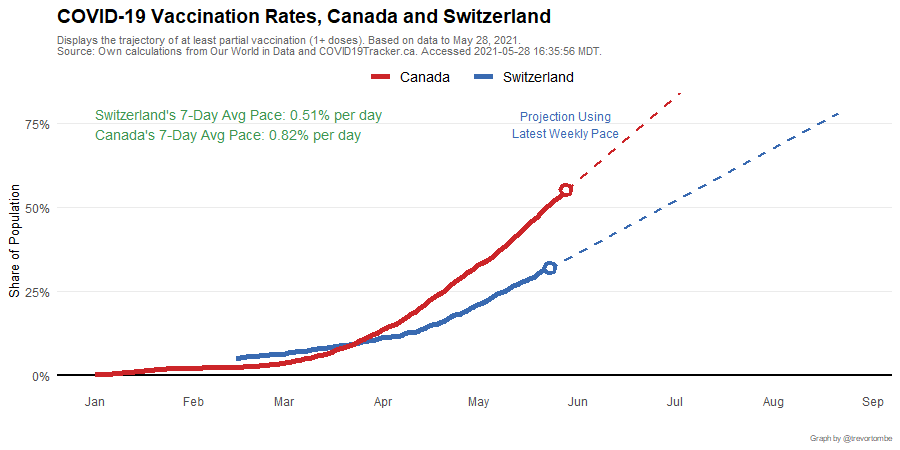 COVID-19 Vaccination Rates, Canada and Switzerland
Displays the trajectory of at least partial vaccination (1+ doses). Based on data to May 28, 2021.
Source: Own calculations from Our World in Data and COVID19Tracker.ca. Accessed 2021-05-28 16:35:56 MDT.
Canada
Switzerland
Switzerland's 7-Day Avg Pace: 0.51% per day
Canada's 7-Day Avg Pace: 0.82% per day
Projection Using
Latest Weekly Pace
Share of Population
75%
50%
25%
0%
Jan
Feb
Mar
Apr
May
Jun
Jul
Aug
Sep
Graph by @trevortombe